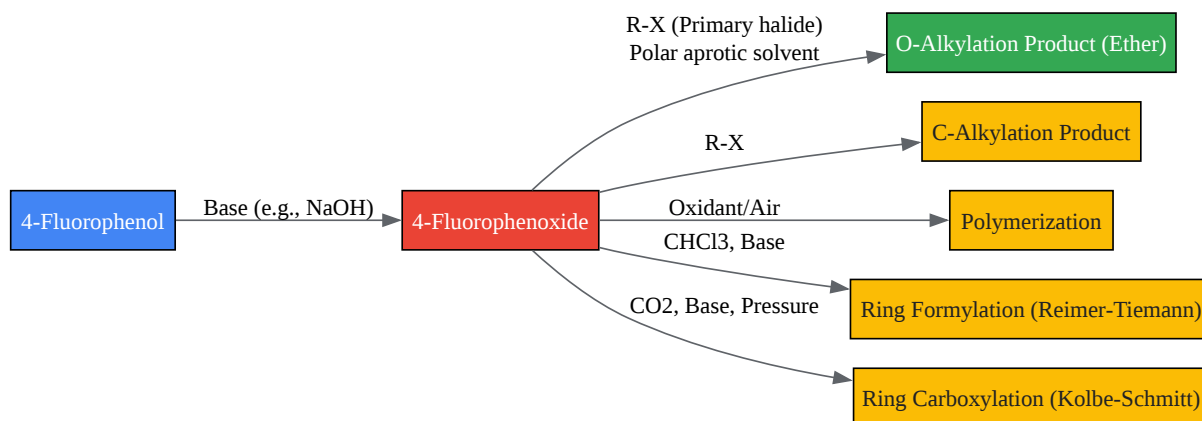 R-X (Primary halide)
Polar aprotic solvent
O-Alkylation Product (Ether)
R-X
C-Alkylation Product
4-Fluorophenol
Base (e.g., NaOH)
4-Fluorophenoxide
Oxidant/Air
Polymerization
CHCl3, Base
Ring Formylation (Reimer-Tiemann)
CO2, Base, Pressure
Ring Carboxylation (Kolbe-Schmitt)